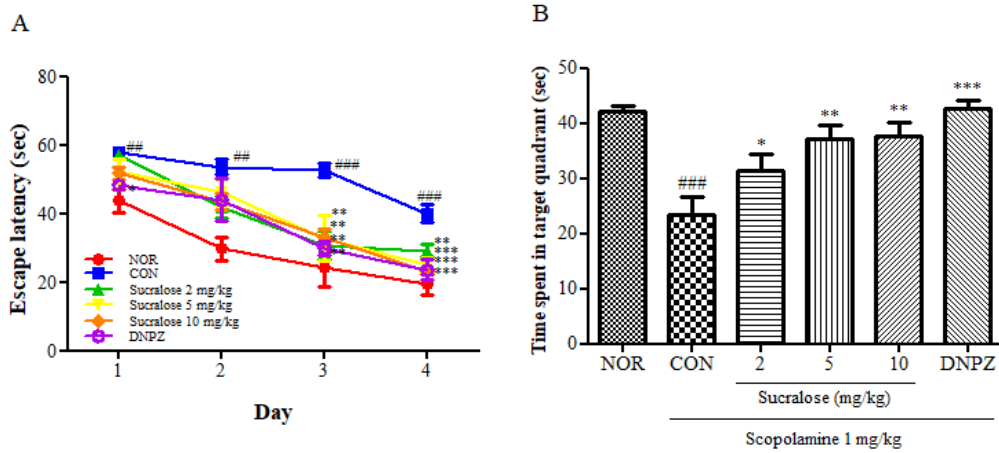 A
Escape latency (sec)
80
60
40
20
0
##
##
###
###
*
**
**
**
**
**
***
***
***
NOR
CON
Sucralose 2 mg/kg
Sucralose 5 mg/kg
Sucralose 10 mg/kg
DNPZ
1 2 3 4
Day
B
Time spent in target quadrant (sec)
50
40
30
20
10
0
###
*
**
**
***
NOR CON 2 5 10 DNPZ
Sucralose (mg/kg)
Scopolamine 1 mg/kg